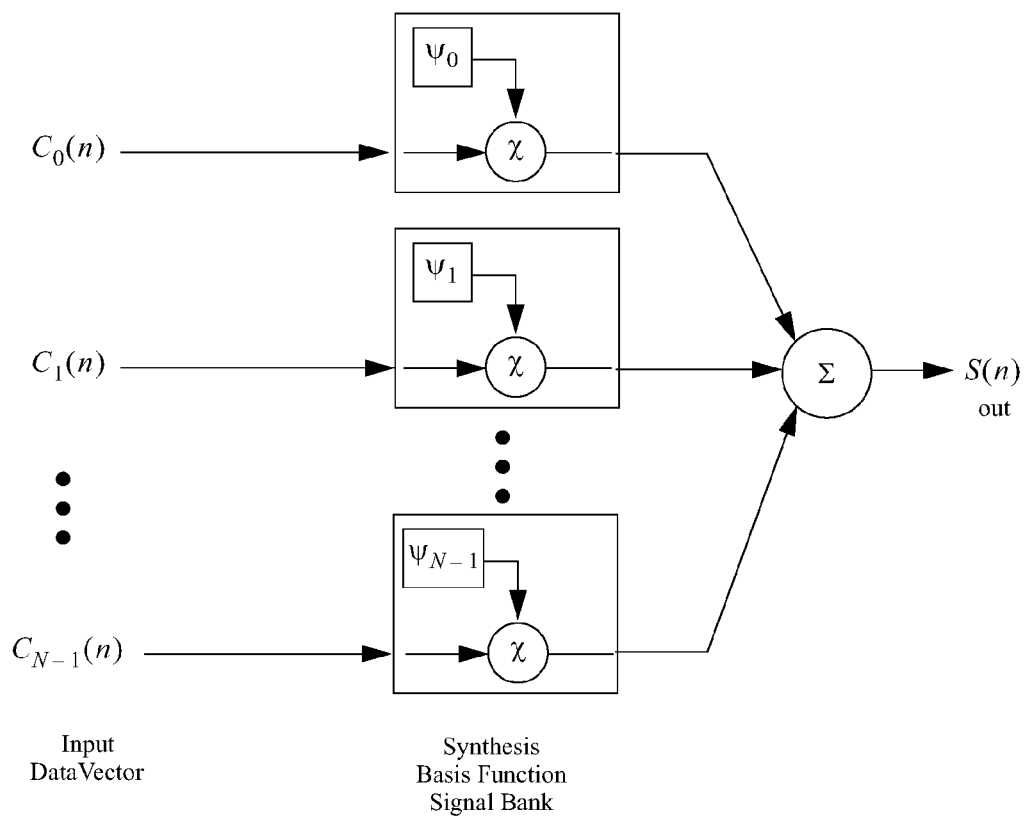 ψ0
C0(n)
χ
ψ1
C1(n)
χ
Σ
S(n)
out
ψN−1
CN−1(n)
χ
Input
DataVector
Synthesis
Basis Function
Signal Bank